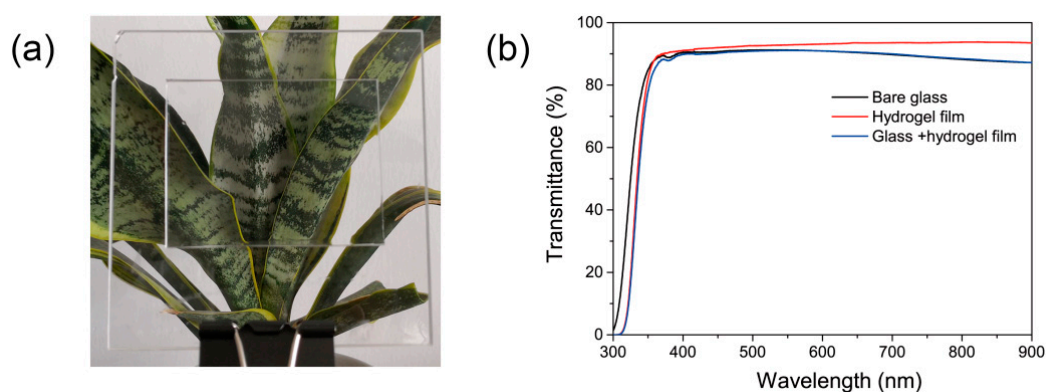 (a)
(b)
Transmittance (%)
100
80
60
40
20
0
Bare glass
Hydrogel film
Glass +hydrogel film
300 400 500 600 700 800 900
Wavelength (nm)